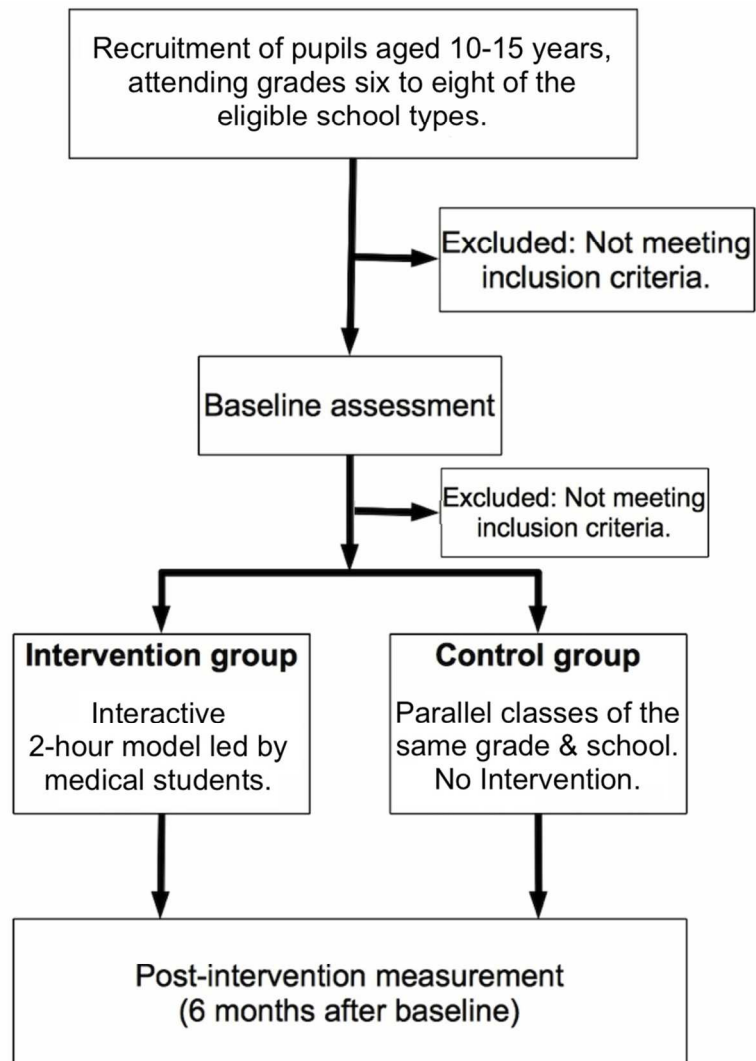 Recruitment of pupils aged 10-15 years,
attending grades six to eight of the
eligible school types.
Excluded: Not meeting
inclusion criteria.
Baseline assessment
Excluded: Not meeting
inclusion criteria.
Intervention group
Interactive
2-hour model led by
medical students.
Control group
Parallel classes of the
same grade & school.
No Intervention.
Post-intervention measurement
(6 months after baseline)